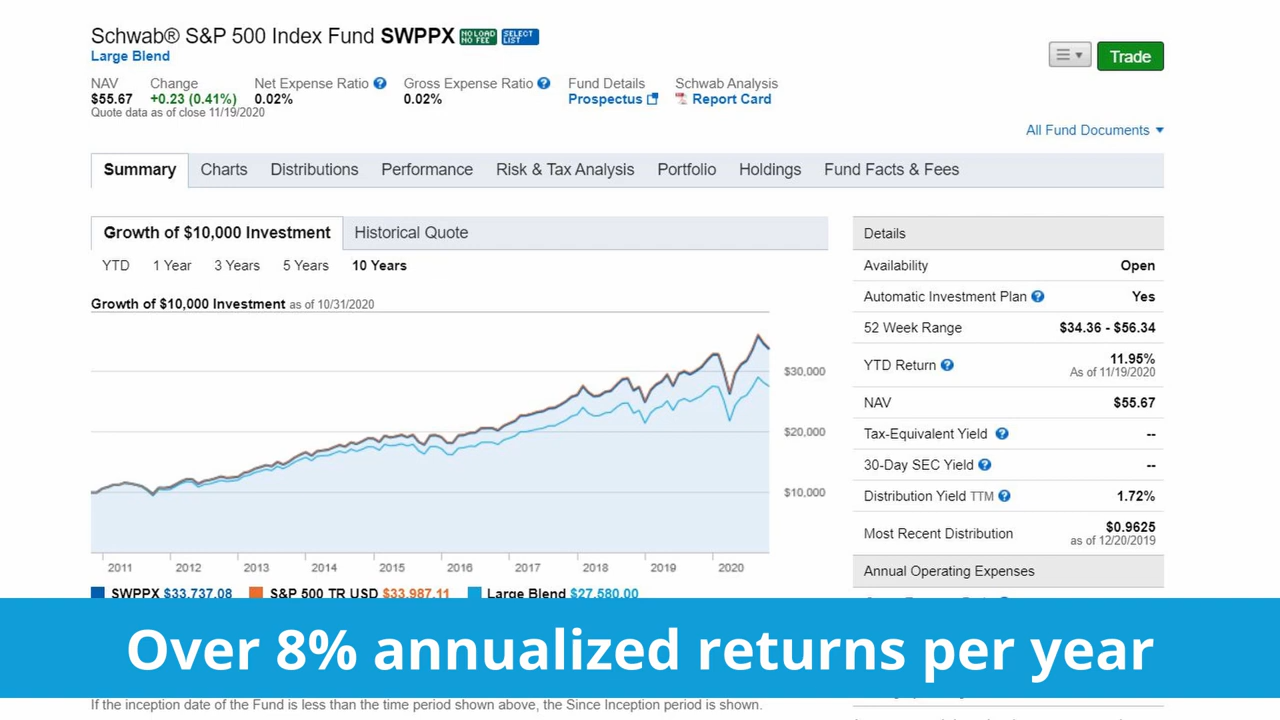 Schwab® S&P 500 Index Fund SWPPX NO LOAD NO FEE SELECT LIST
Large Blend
Trade
NAV Change Net Expense Ratio ? Gross Expense Ratio ? Fund Details Schwab Analysis
$55.67 +0.23 (0.41%) 0.02% 0.02% Prospectus Report Card
Quote data as of close 11/19/2020
All Fund Documents
Summary Charts Distributions Performance Risk & Tax Analysis Portfolio Holdings Fund Facts & Fees
Growth of $10,000 Investment Historical Quote
YTD 1 Year 3 Years 5 Years 10 Years
Growth of $10,000 Investment as of 10/31/2020
$30,000
$20,000
$10,000
2011 2012 2013 2014 2015 2016 2017 2018 2019 2020
SWPPX $33,737.08 S&P 500 TR USD $33,987.11 Large Blend $27,580.00
Details
Availability Open
Automatic Investment Plan ? Yes
52 Week Range $34.36 - $56.34
YTD Return ? 11.95%
As of 11/19/2020
NAV $55.67
Tax-Equivalent Yield ? --
30-Day SEC Yield ? --
Distribution Yield TTM ? 1.72%
Most Recent Distribution $0.9625
as of 12/20/2019
Annual Operating Expenses
Over 8% annualized returns per year
If the inception date of the Fund is less than the time period shown above, the Since Inception period is shown.